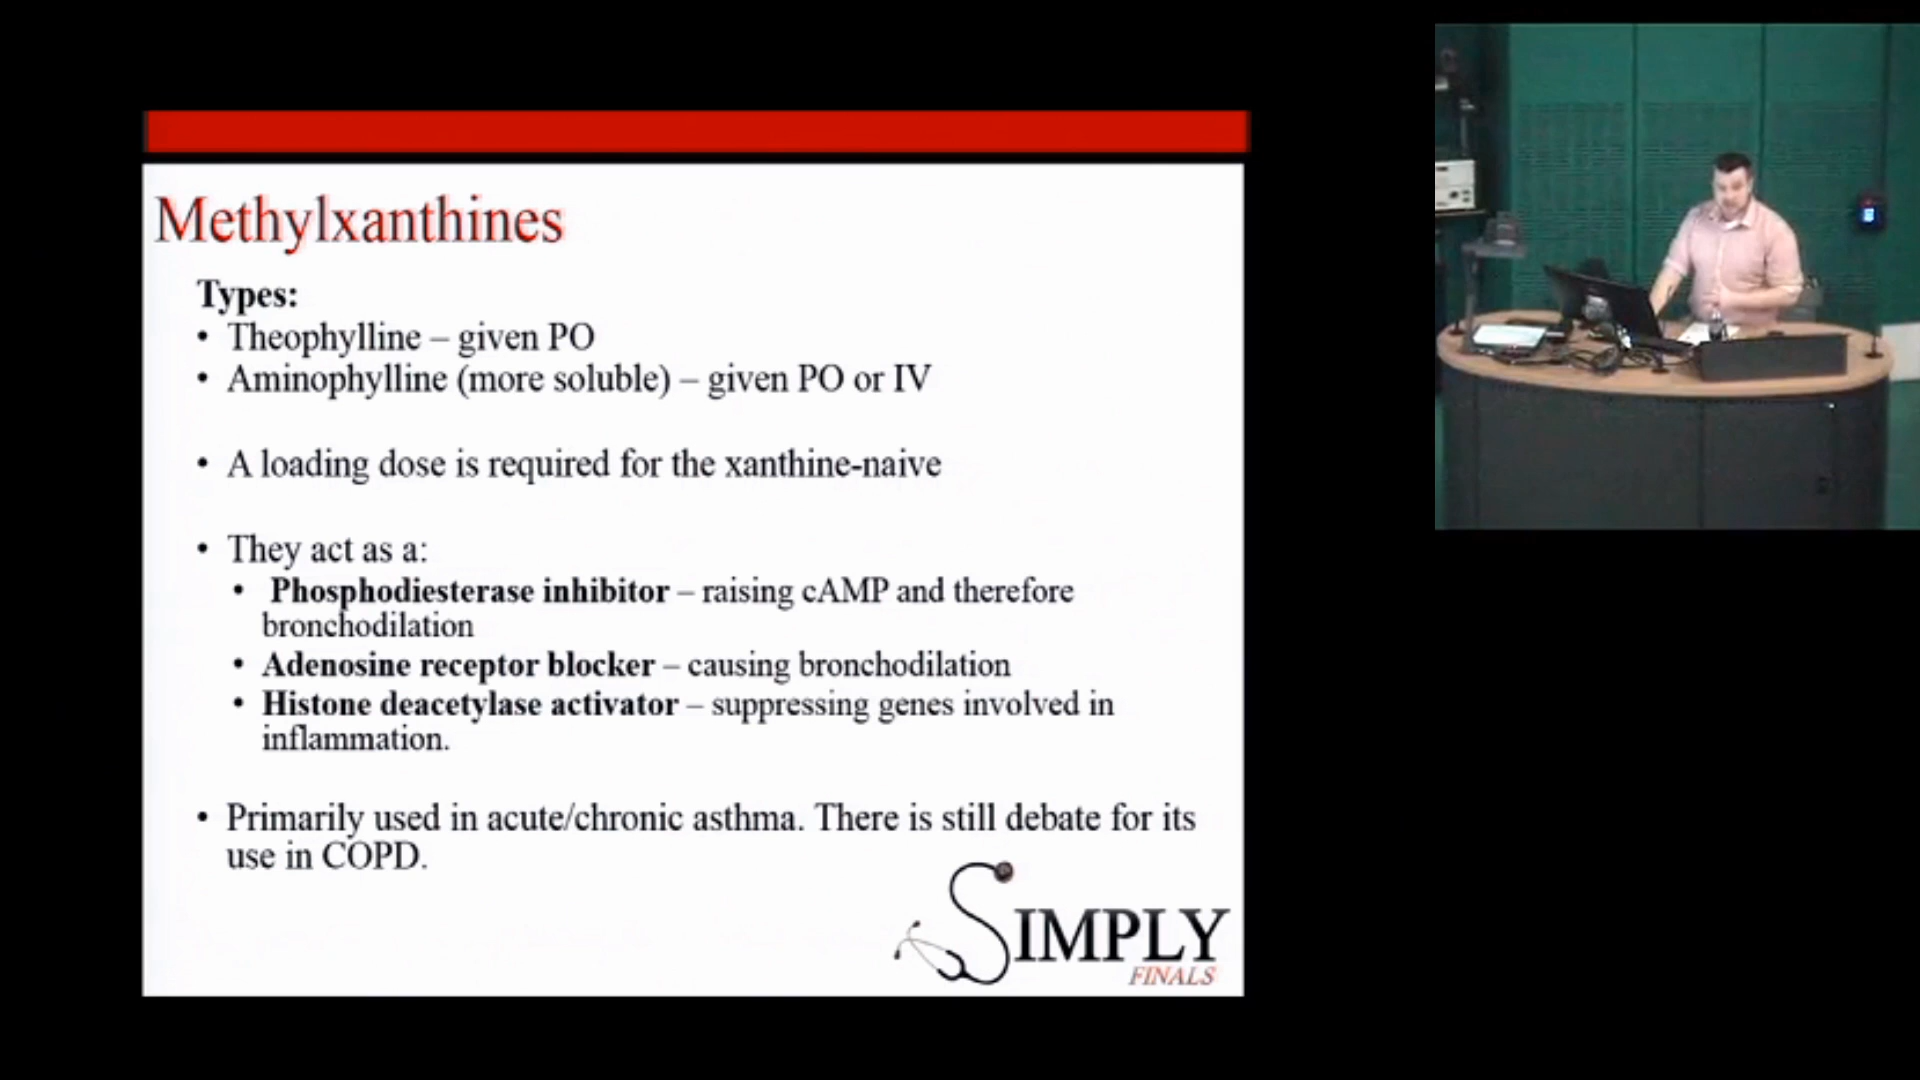 Methylxanthines
Types:
• Theophylline – given PO
• Aminophylline (more soluble) – given PO or IV
• A loading dose is required for the xanthine-naive
• They act as a:
• Phosphodiesterase inhibitor – raising cAMP and therefore
bronchodilation
• Adenosine receptor blocker – causing bronchodilation
• Histone deacetylase activator – suppressing genes involved in
inflammation.
• Primarily used in acute/chronic asthma. There is still debate for its
use in COPD.
SIMPLY
FINALS